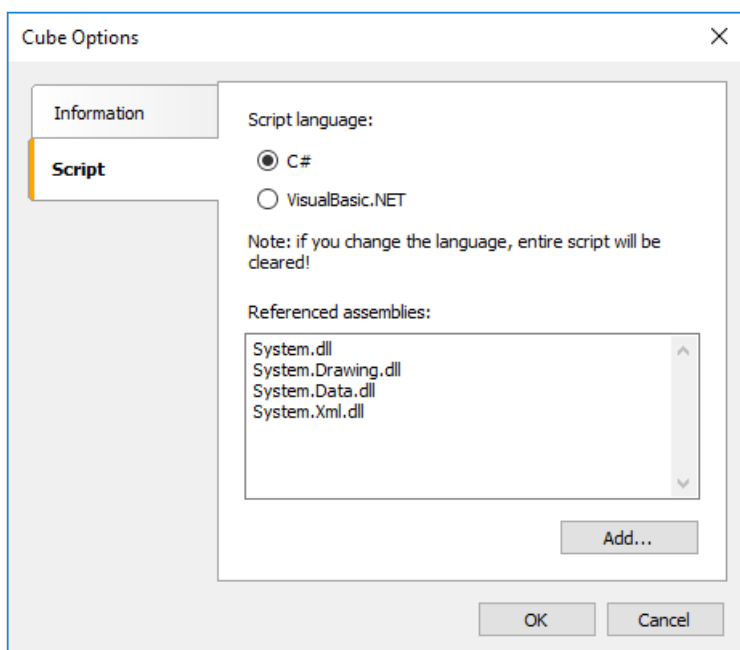 Cube Options
Information
Script
Script language:
C#
VisualBasic.NET
Note: if you change the language, entire script will be
cleared!
Referenced assemblies:
System.dll
System.Drawing.dll
System.Data.dll
System.Xml.dll
Add...
OK
Cancel